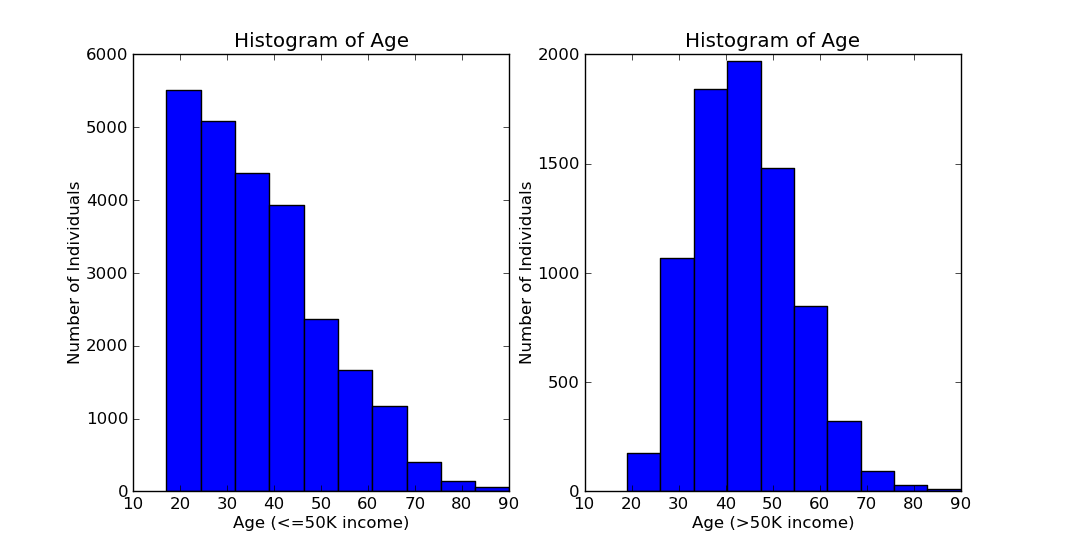 Histogram of Age
6000
5000
4000
3000
2000
1000
0
Number of Individuals
10 20 30 40 50 60 70 80 90
Age (<=50K income)
Histogram of Age
2000
1500
1000
500
0
Number of Individuals
10 20 30 40 50 60 70 80 90
Age (>50K income)